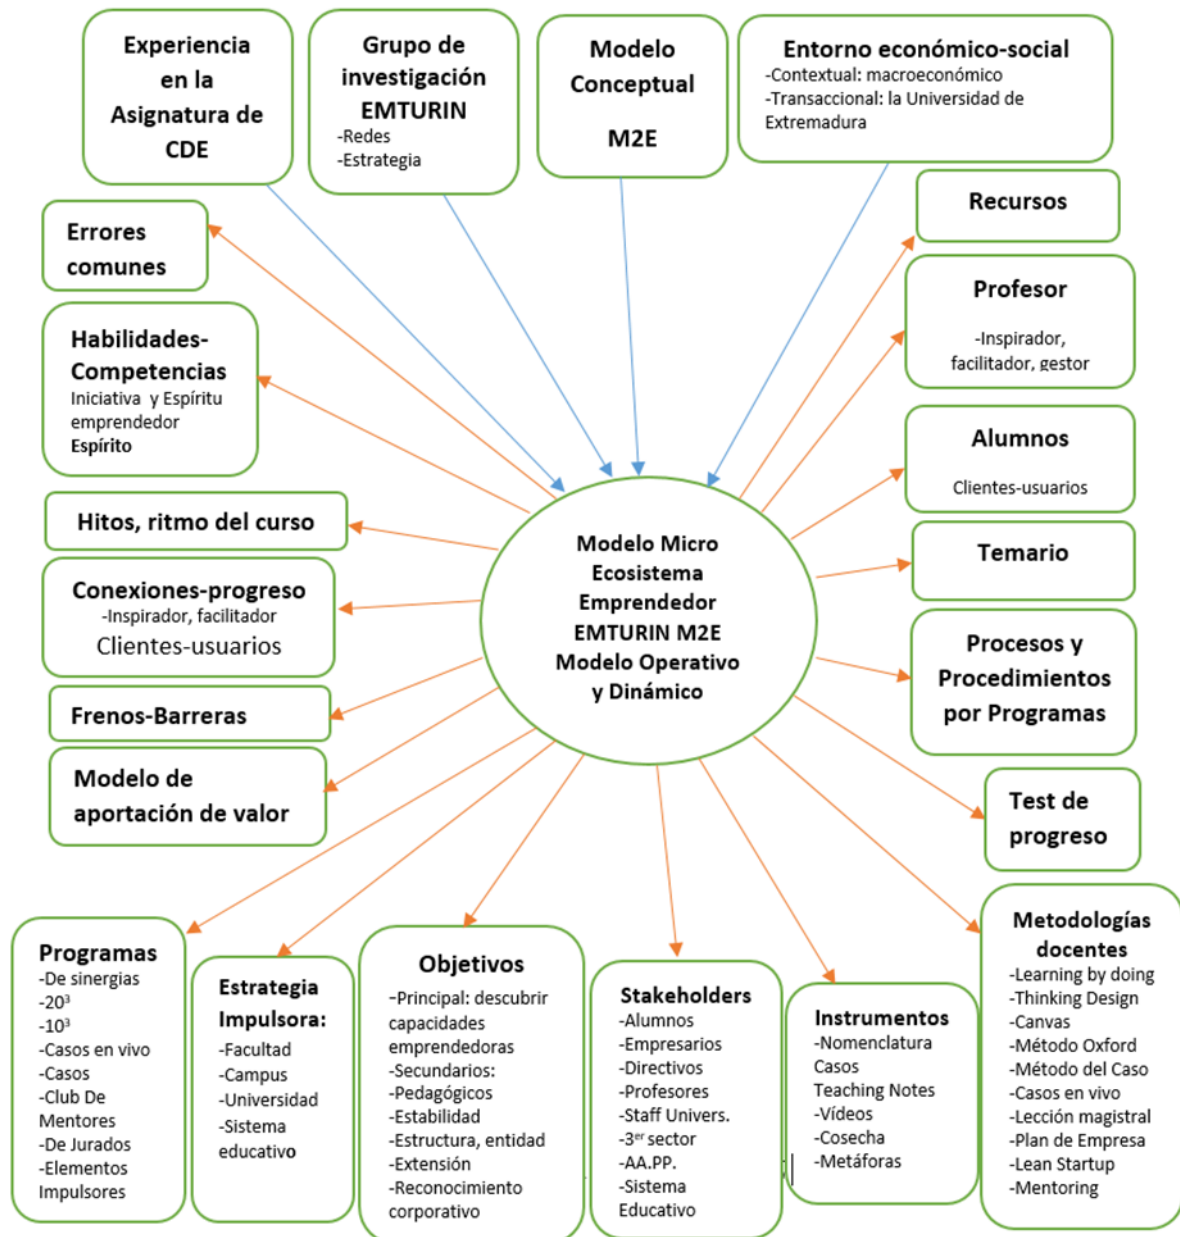 Experiencia
en la
Asignatura de
CDE
Grupo de
investigación
EMTURIN
-Redes
-Estrategia
Modelo
Conceptual
M2E
Entorno económico-social
-Contextual: macroeconómico
-Transaccional: la Universidad de
Extremadura
Errores
comunes
Habilidades-
Competencias
Iniciativa y Espíritu
emprendedor
Espírito
Hitos, ritmo del curso
Conexiones-progreso
-Inspirador, facilitador
Clientes-usuarios
Frenos-Barreras
Modelo de
aportación de valor
Modelo Micro
Ecosistema
Emprendedor
EMTURIN M2E
Modelo Operativo
y Dinámico
Recursos
Profesor
-Inspirador,
facilitador, gestor
Alumnos
Clientes-usuarios
Temario
Procesos y
Procedimientos
por Programas
Test de
progreso
Programas
-De sinergias
-20³
-10³
-Casos en vivo
-Casos
-Club De
Mentores
-De Jurados
-Elementos
Impulsores
Estrategia
Impulsora:
-Facultad
-Campus
-Universidad
-Sistema
educativo
Objetivos
-Principal: descubrir
capacidades
emprendedoras
-Secundarios:
-Pedagógicos
-Estabilidad
-Estructura, entidad
-Extensión
-Reconocimiento
corporativo
Stakeholders
-Alumnos
-Empresarios
-Directivos
-Profesores
-Staff Univers.
-3er sector
-AA.PP.
-Sistema
Educativo
Instrumentos
-Nomenclatura
Casos
Teaching Notes
-Vídeos
-Cosecha
-Metáforas
Metodologías
docentes
-Learning by doing
-Thinking Design
-Canvas
-Método Oxford
-Método del Caso
-Casos en vivo
-Lección magistral
-Plan de Empresa
-Lean Startup
-Mentoring